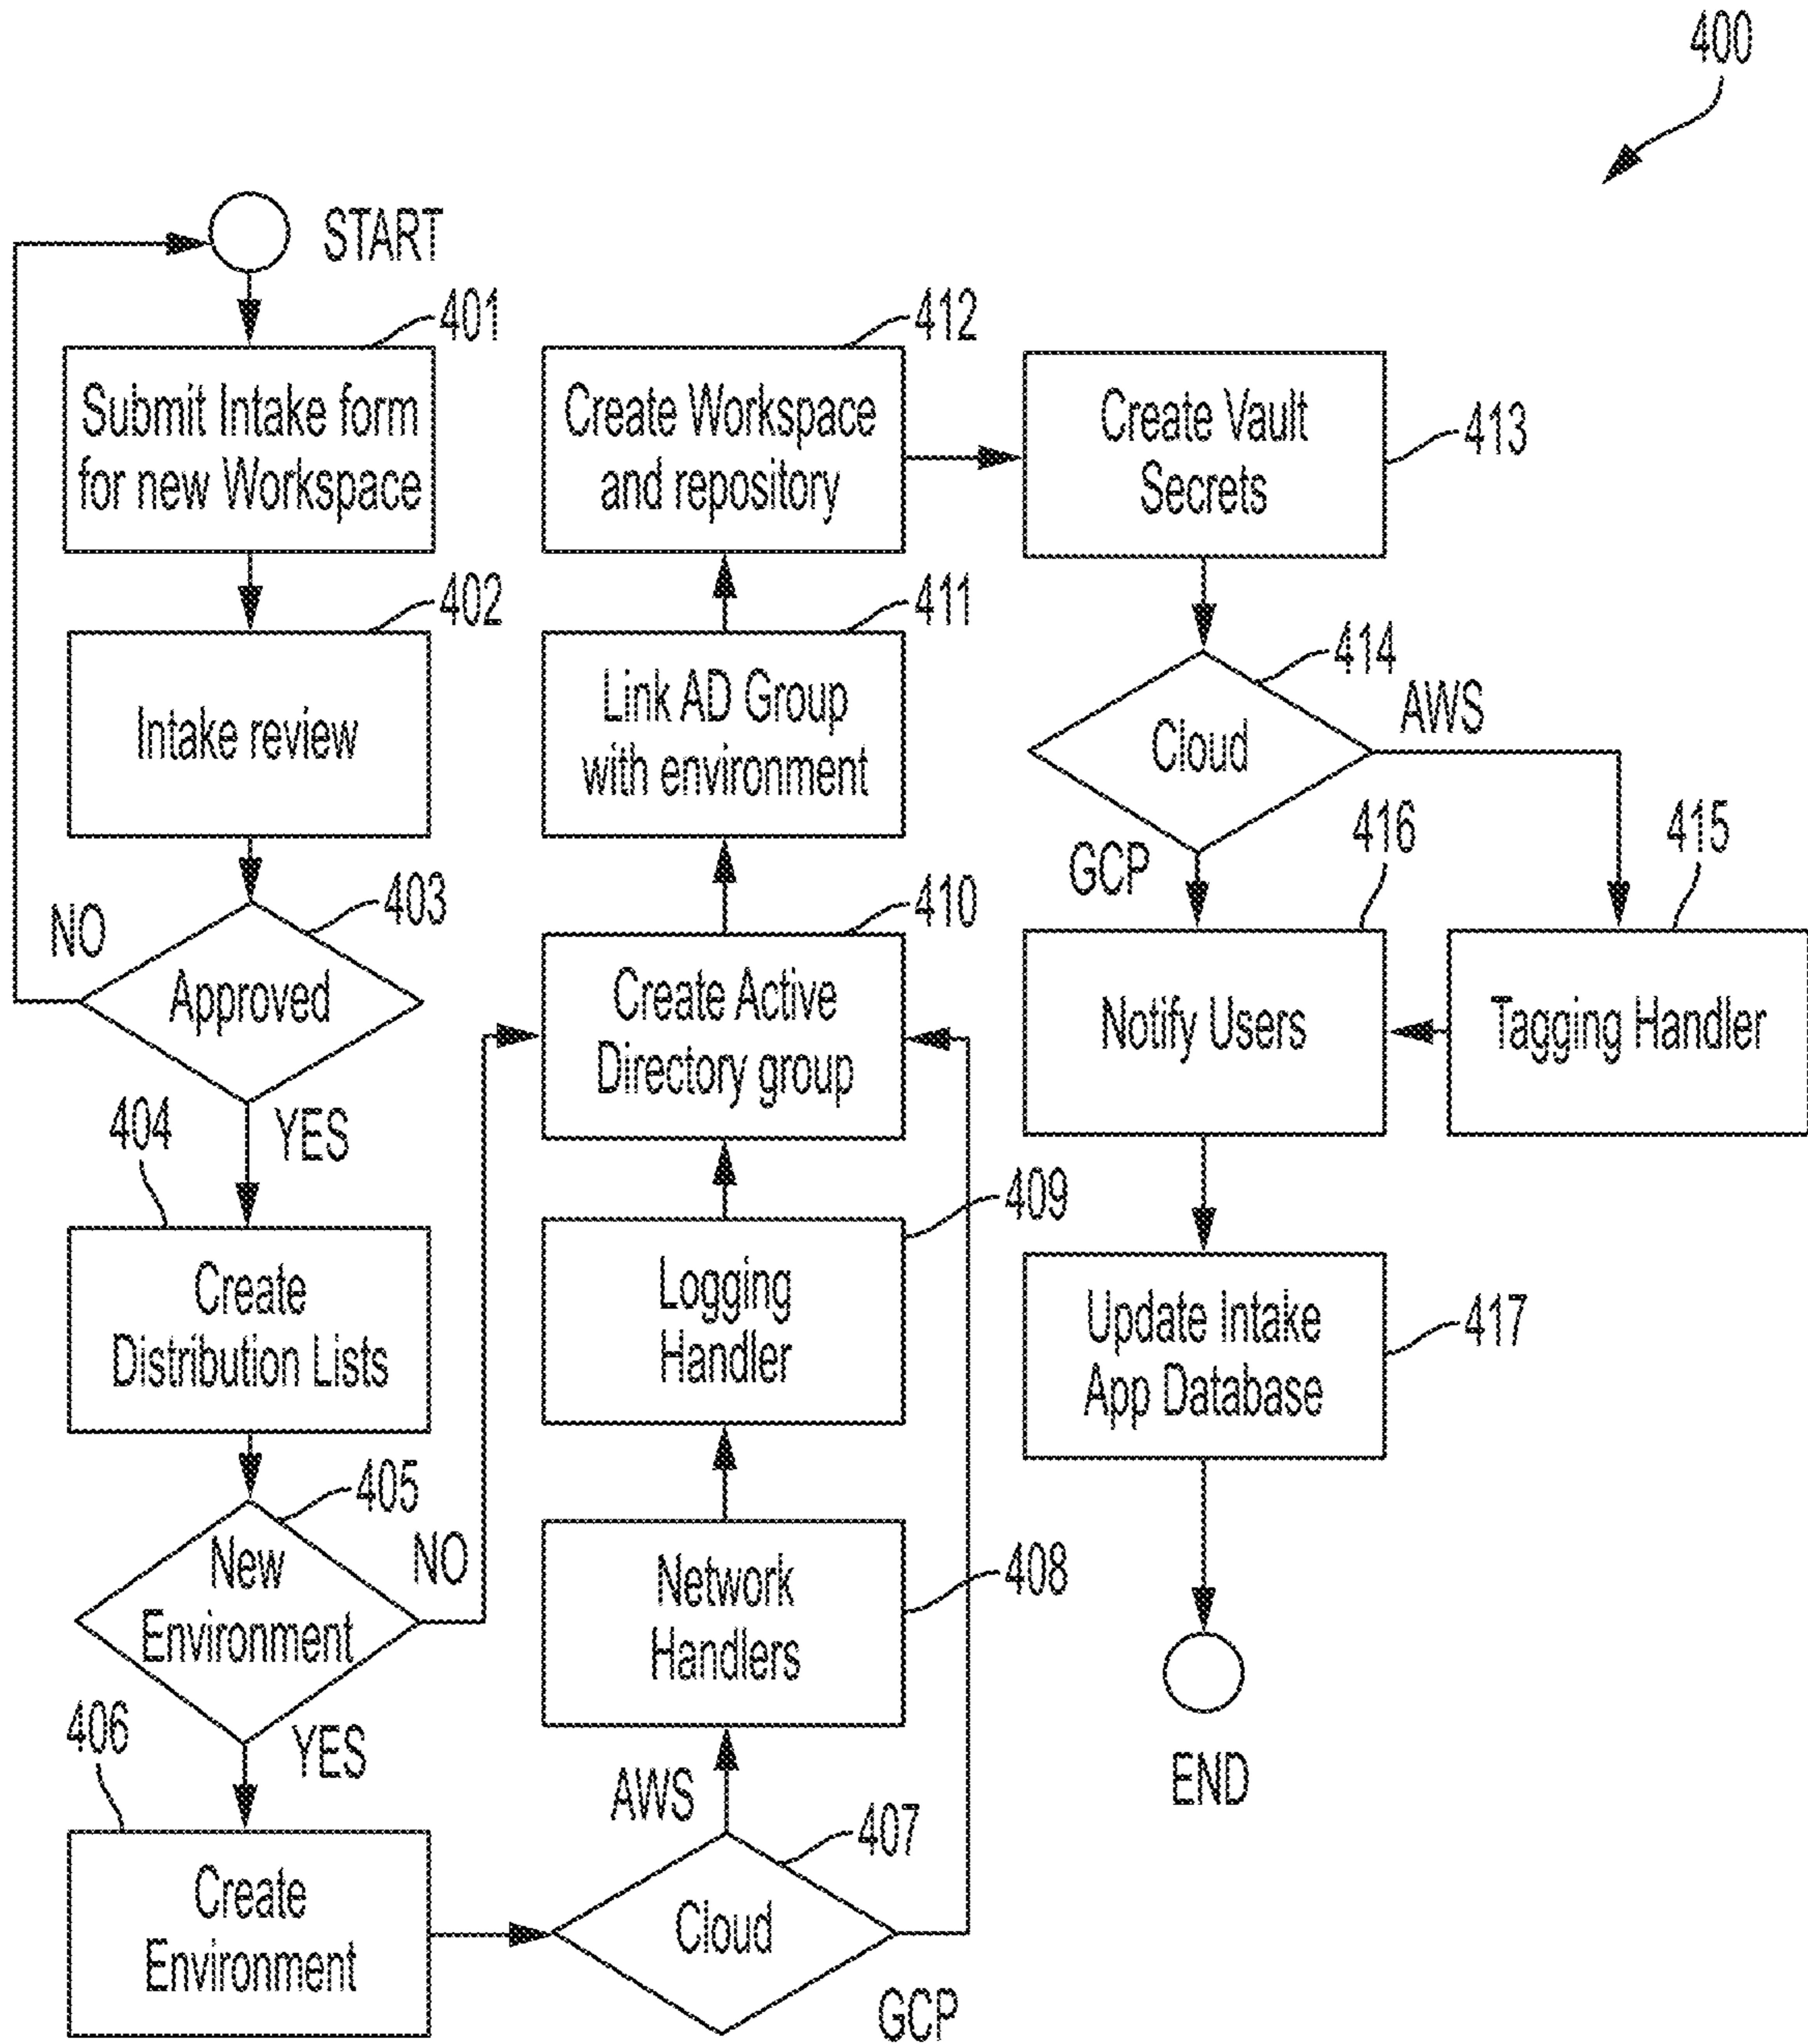 400
START
401
Submit Intake form
for new Workspace
402
Intake review
403
NO
Approved
YES
404
Create
Distribution Lists
405
New
Environment
NO
YES
406
Create
Environment
407
Cloud
AWS
GCP
408
Network
Handlers
409
Logging
Handler
410
Create Active
Directory group
411
Link AD Group
with environment
412
Create Workspace
and repository
413
Create Vault
Secrets
414
Cloud
AWS
GCP
415
Tagging Handler
416
Notify Users
417
Update Intake
App Database
END